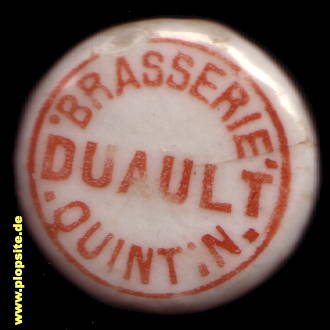 "BRASSERIE"
DUAULT
QUINTIN.
www.plopsite.de